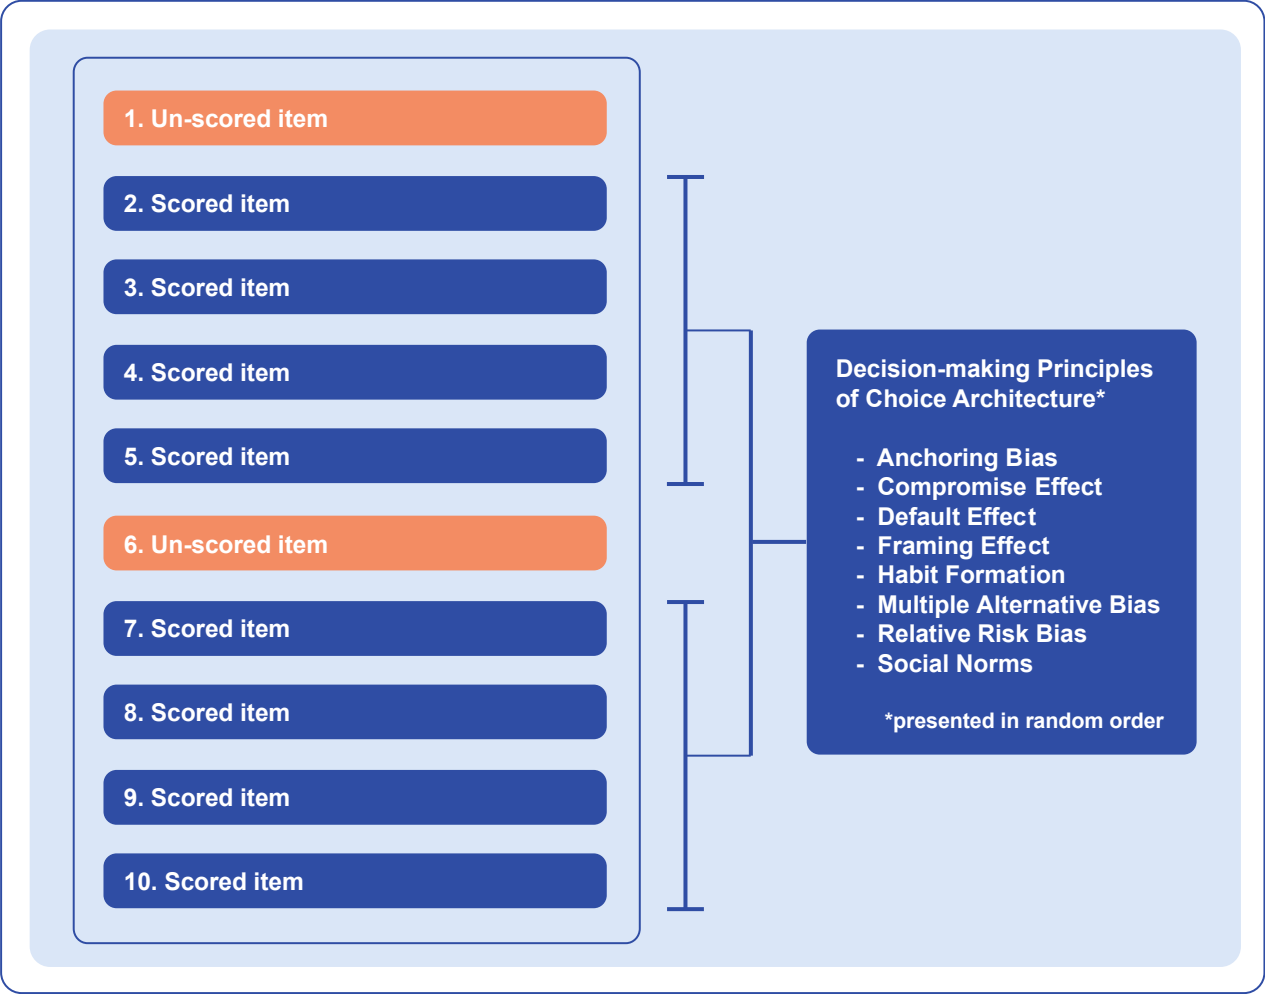 1. Un-scored item
2. Scored item
3. Scored item
4. Scored item
5. Scored item
6. Un-scored item
7. Scored item
8. Scored item
9. Scored item
10. Scored item
Decision-making Principles
of Choice Architecture*
- Anchoring Bias
- Compromise Effect
- Default Effect
- Framing Effect
- Habit Formation
- Multiple Alternative Bias
- Relative Risk Bias
- Social Norms
*presented in random order